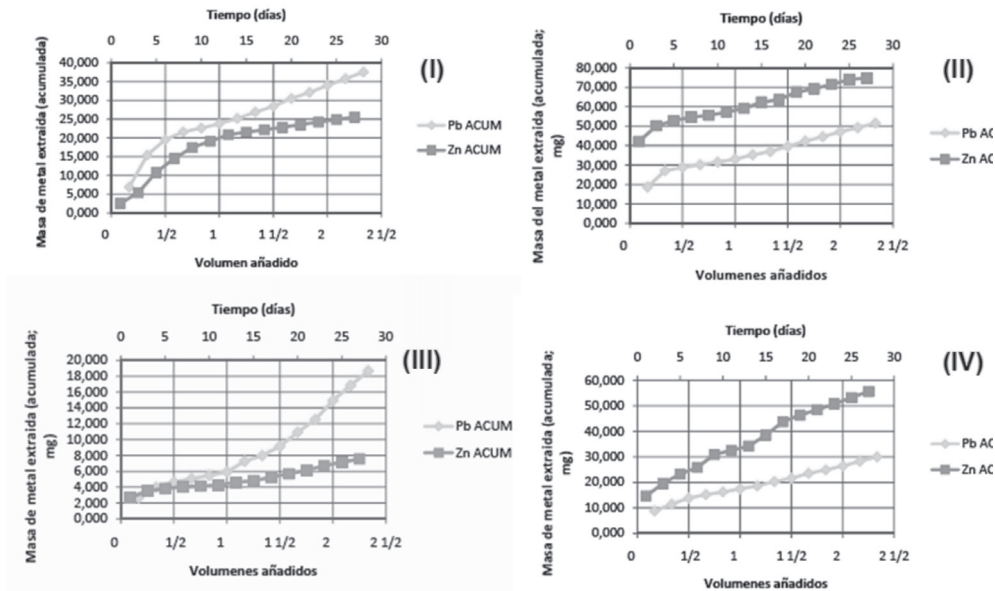 Tiempo (días)
0 5 10 15 20 25 30
Masa de metal extraida (acumulada)
40,000
35,000
30,000
25,000
20,000
15,000
10,000
5,000
0,000
0 1/2 1 1 1/2 2 2 1/2
Volumen añadido
Pb ACUM
Zn ACUM
(I)
Tiempo (días)
0 5 10 15 20 25 30
Masa del metal extraida (acumulada;
mg)
80,000
70,000
60,000
50,000
40,000
30,000
20,000
10,000
0,000
0 1/2 1 1 1/2 2 2 1/2
Volumenes añadidos
Pb AC
Zn AC
(II)
Tiempo (días)
0 5 10 15 20 25 30
Masa de metal extraida (acumulada;
mg)
20,000
18,000
16,000
14,000
12,000
10,000
8,000
6,000
4,000
2,000
0,000
0 1/2 1 1 1/2 2 2 1/2
Volumenes añadidos
Pb ACUM
Zn ACUM
(III)
Tiempo (días)
0 5 10 15 20 25 30
Masa de metal extraida (acumulada;
mg)
60,000
50,000
40,000
30,000
20,000
10,000
0,000
0 1/2 1 1 1/2 2 2 1/2
Volumenes añadidos
Pb AC
Zn AC
(IV)